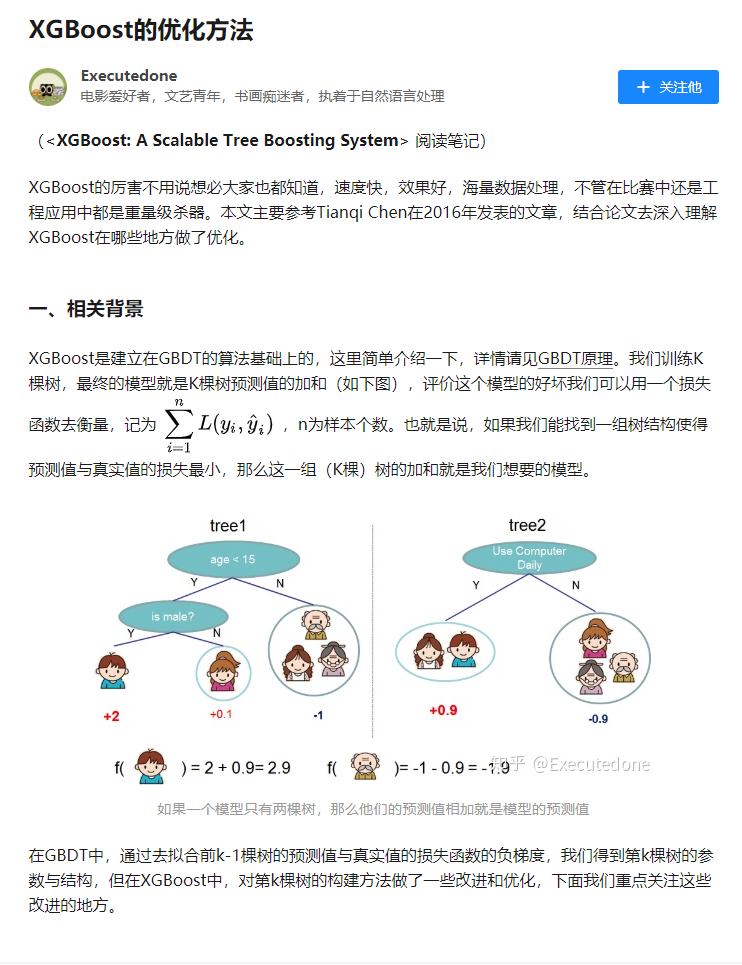 XGBoost的优化方法
Executedone
电影爱好者，文艺青年，书画痴迷者，执着于自然语言处理
+ 关注他
（<XGBoost: A Scalable Tree Boosting System> 阅读笔记）
XGBoost的厉害不用说想必大家也都知道，速度快，效果好，海量数据处理，不管在比赛中还是工
程应用中都是重量级杀器。本文主要参考Tianqi Chen在2016年发表的文章，结合论文去深入理解
XGBoost在哪些地方做了优化。
一、相关背景
XGBoost是建立在GBDT的算法基础上的，这里简单介绍一下，详情请见GBDT原理。我们训练K
棵树，最终的模型就是K棵树预测值的加和（如下图），评价这个模型的好坏我们可以用一个损失
函数去衡量，记为 \sum_{i=1}^{n} L(y_i, \hat{y}_i) ，n为样本个数。也就是说，如果我们能找到一组树结构使得
预测值与真实值的损失最小，那么这一组（K棵）树的加和就是我们想要的模型。
tree1
age < 15
Y
N
is male?
Y
N
+2
+0.1
-1
tree2
Use Computer
Daily
Y
N
+0.9
-0.9
f( ) = 2 + 0.9= 2.9
f( )= -1 - 0.9 = -1.9
知乎 @Executedone
如果一个模型只有两棵树，那么他们的预测值相加就是模型的预测值
在GBDT中，通过去拟合前k-1棵树的预测值与真实值的损失函数的负梯度，我们得到第k棵树的参
数与结构，但在XGBoost中，对第k棵树的构建方法做了一些改进和优化，下面我们重点关注这些
改进的地方。